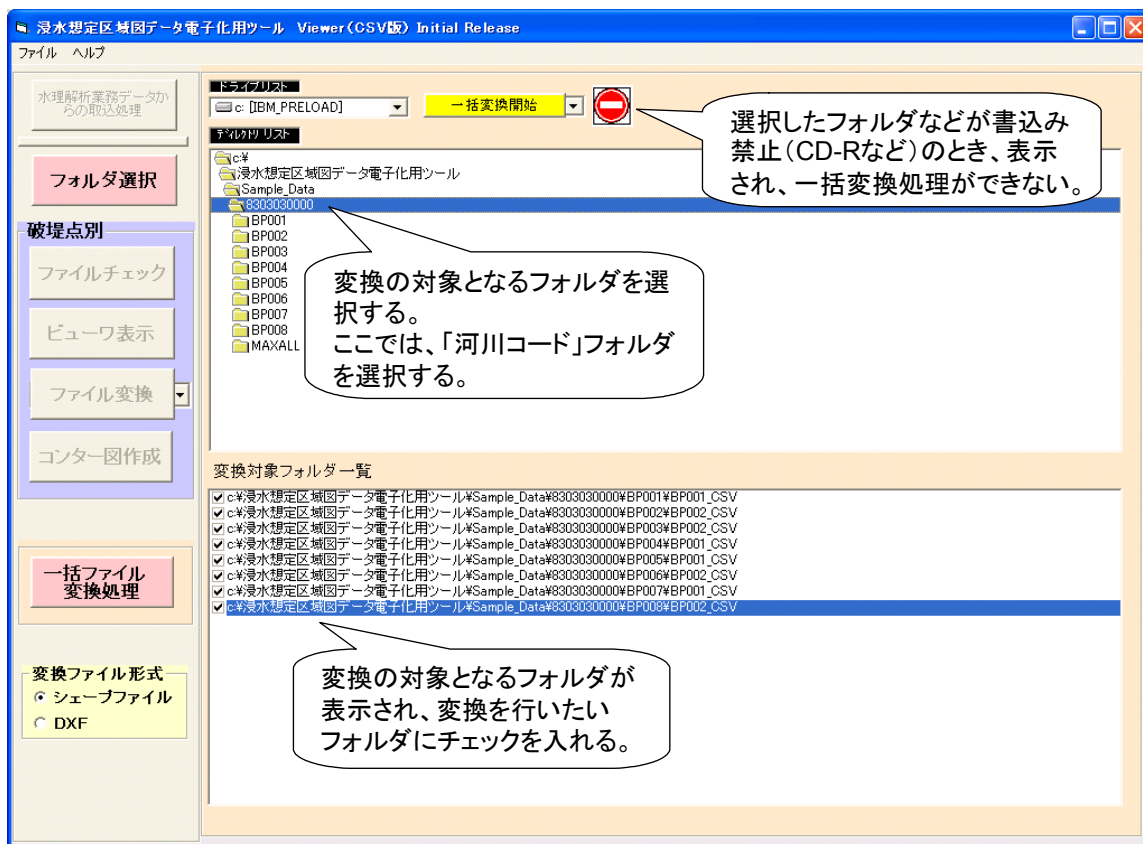 浸水想定区域図データ電子化用ツール Viewer(CSV版) Initial Release
ファイル ヘルプ
水理解析業務データか
らの取込処理
フォルダ選択
破堤点別
ファイルチェック
ビューワ表示
ファイル変換
コンター図作成
一括ファイル
変換処理
変換ファイル形式
シェープファイル
DXF
ドライブリスト
c: [IBM_PRELOAD]
一括変換開始
選択したフォルダなどが書込み
禁止(CD-Rなど)のとき、表示
され、一括変換処理ができない。
ディレクトリ リスト
c:¥
浸水想定区域図データ電子化用ツール
Sample_Data
8303030000
BP001
BP002
BP003
BP004
BP005
BP006
BP007
BP008
MAXALL
変換の対象となるフォルダを選
択する。
ここでは、「河川コード」フォルダ
を選択する。
変換対象フォルダ一覧
c:¥浸水想定区域図データ電子化用ツール¥Sample_Data¥8303030000¥BP001¥BP001_CSV
c:¥浸水想定区域図データ電子化用ツール¥Sample_Data¥8303030000¥BP002¥BP002_CSV
c:¥浸水想定区域図データ電子化用ツール¥Sample_Data¥8303030000¥BP003¥BP002_CSV
c:¥浸水想定区域図データ電子化用ツール¥Sample_Data¥8303030000¥BP004¥BP001_CSV
c:¥浸水想定区域図データ電子化用ツール¥Sample_Data¥8303030000¥BP005¥BP001_CSV
c:¥浸水想定区域図データ電子化用ツール¥Sample_Data¥8303030000¥BP006¥BP002_CSV
c:¥浸水想定区域図データ電子化用ツール¥Sample_Data¥8303030000¥BP007¥BP001_CSV
c:¥浸水想定区域図データ電子化用ツール¥Sample_Data¥8303030000¥BP008¥BP002_CSV
変換の対象となるフォルダが
表示され、変換を行いたい
フォルダにチェックを入れる。